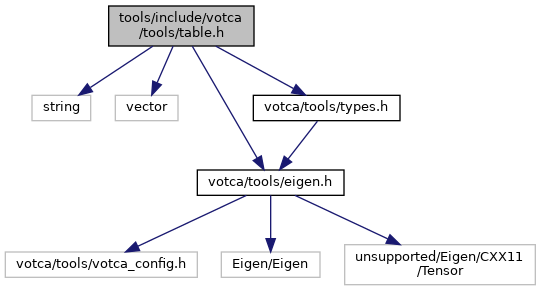 tools/include/votca
/tools/table.h
string
vector
votca/tools/types.h
votca/tools/eigen.h
votca/tools/votca_config.h
Eigen/Eigen
unsupported/Eigen/CXX11
/Tensor